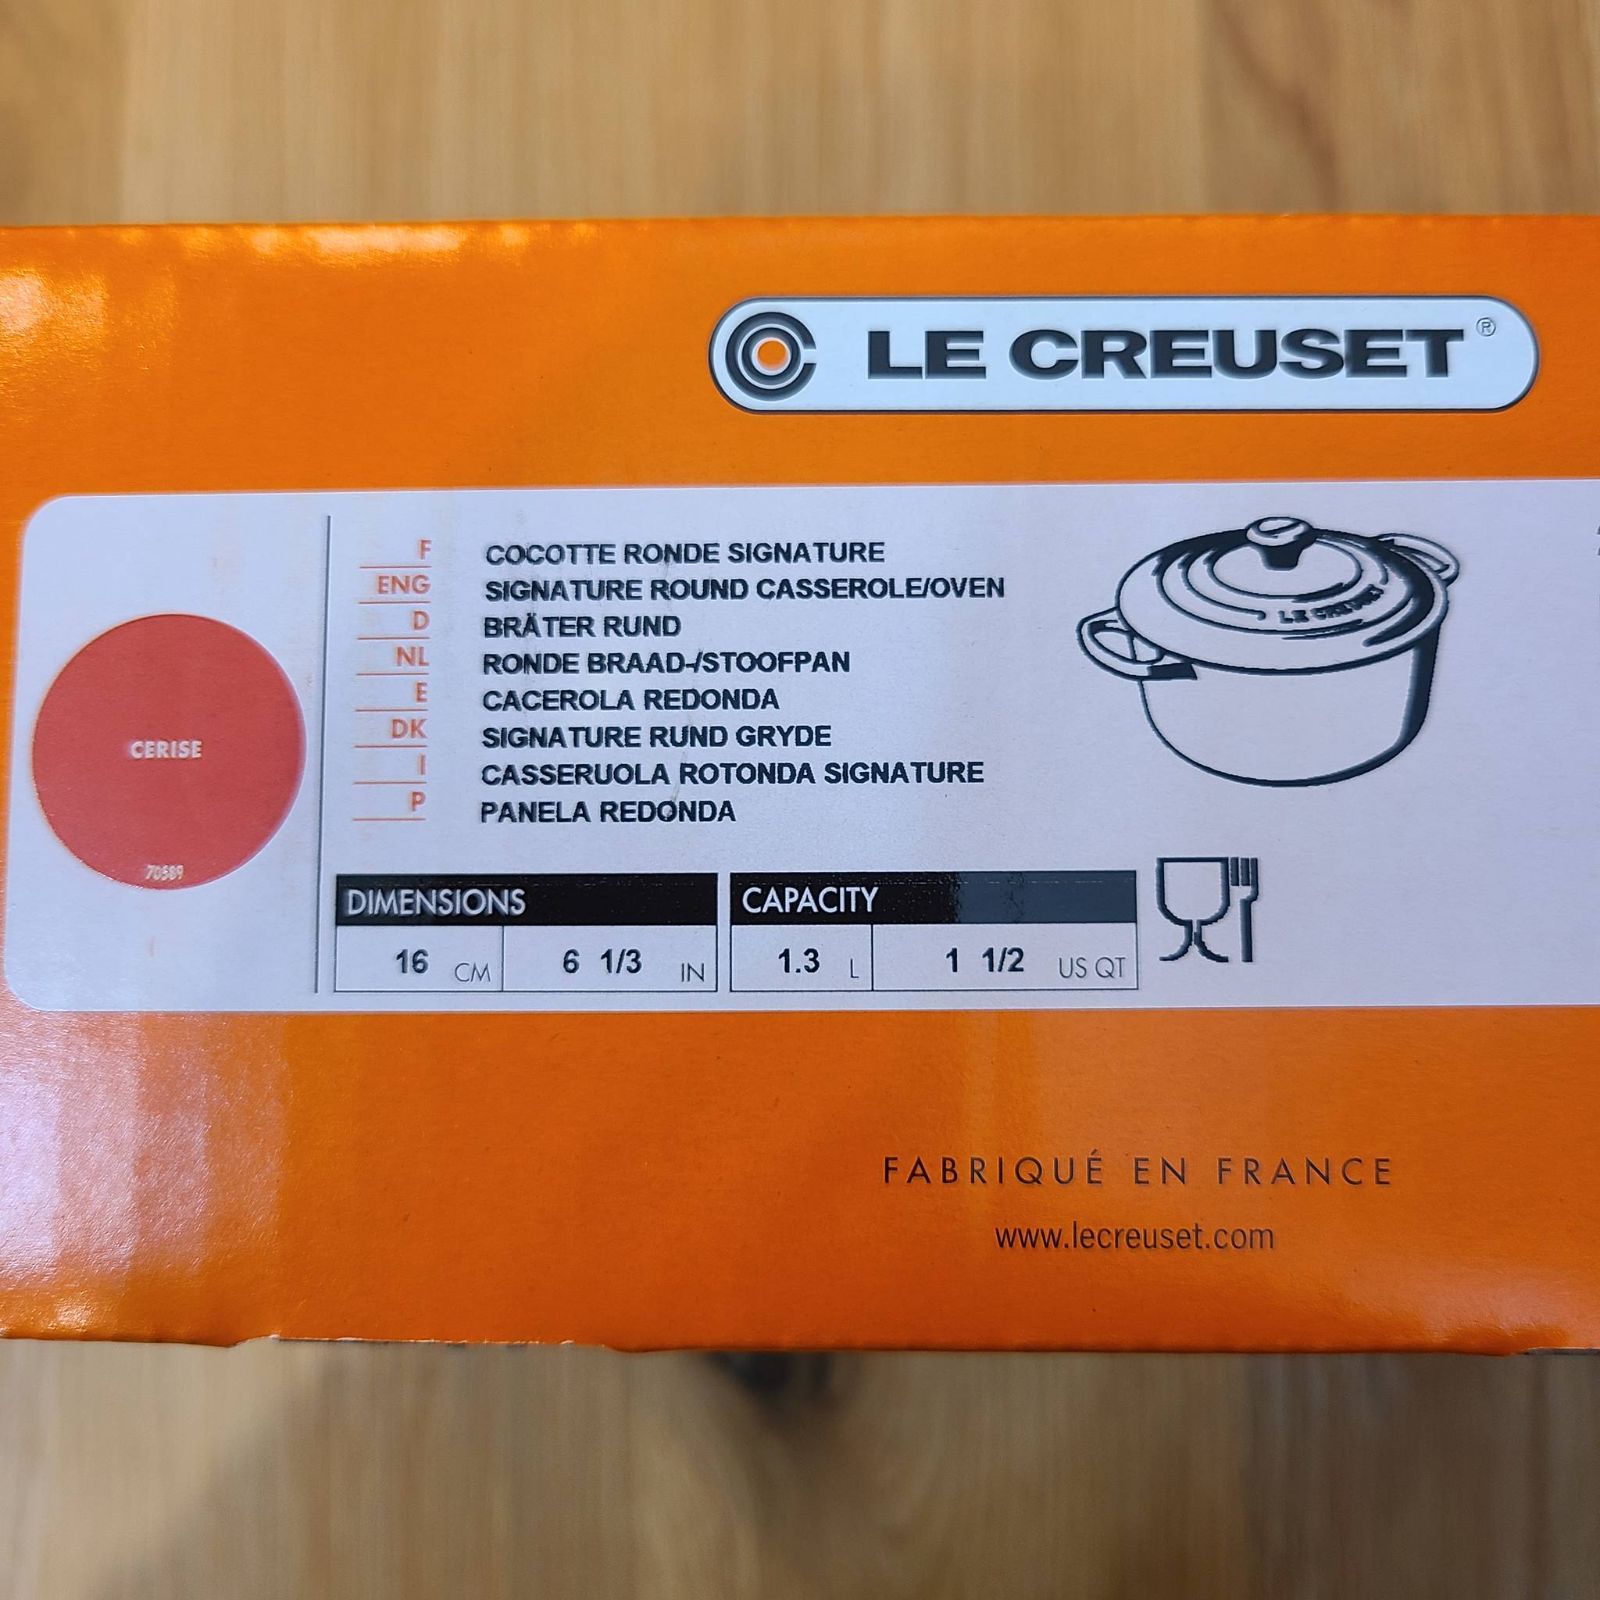 LE CREUSET®
F COCOTTE RONDE SIGNATURE
ENG SIGNATURE ROUND CASSEROLE/OVEN
D BRÄTER RUND
NL RONDE BRAAD-/STOOFPAN
E CACEROLA REDONDA
DK SIGNATURE RUND GRYDE
I CASSERUOLA ROTONDA SIGNATURE
P PANELA REDONDA
LE CREUSET
CERISE
70589
DIMENSIONS
16 CM 6 1/3 IN
CAPACITY
1.3 L 1 1/2 US QT
FABRIQUÉ EN FRANCE
www.lecreuset.com